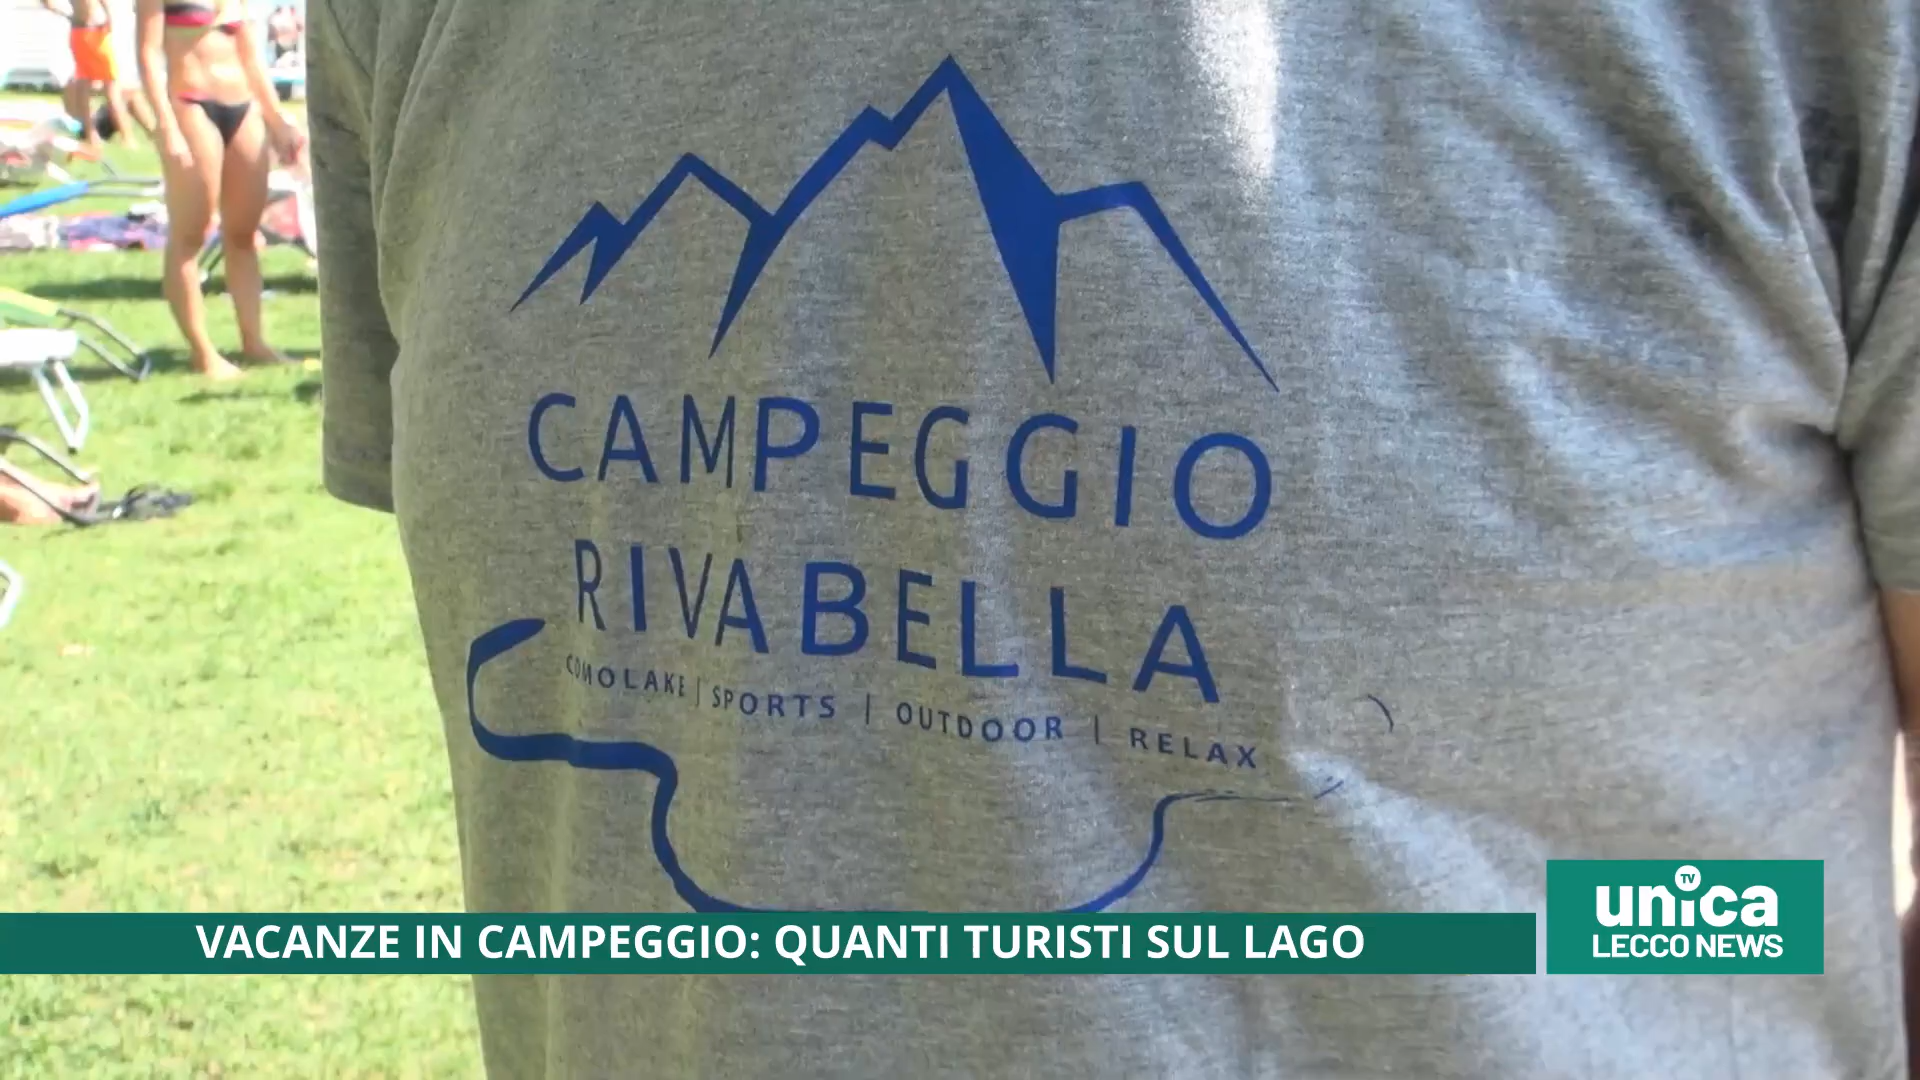 CAMPEGGIO
RIVABELLA
COMOLAKE | SPORTS | OUTDOOR | RELAX
VACANZE IN CAMPEGGIO: QUANTI TURISTI SUL LAGO
unica TV
LECCO NEWS